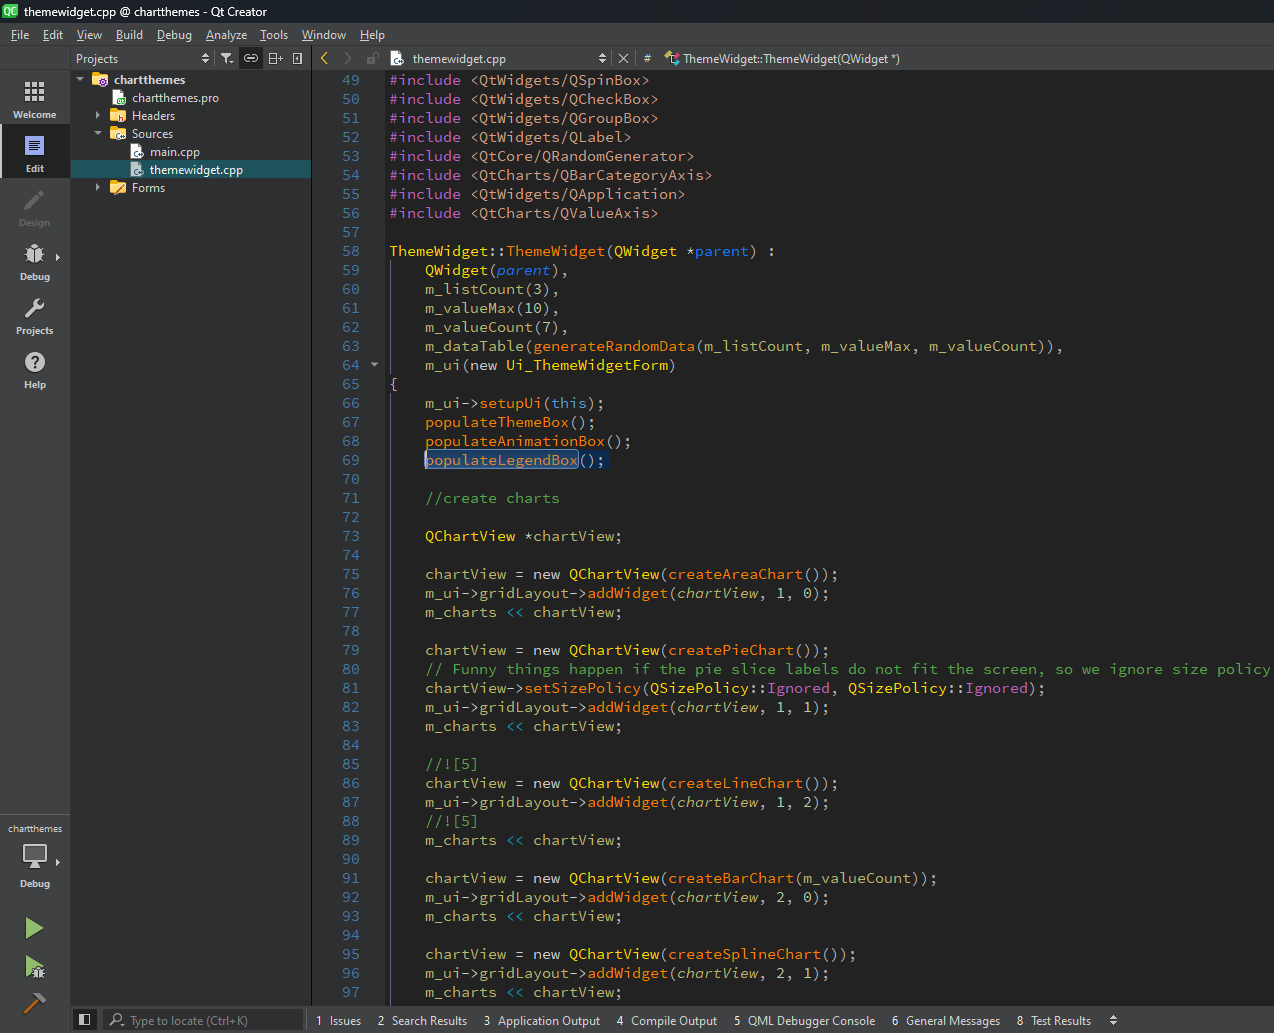 QC themewidget.cpp @ chartthemes - Qt Creator
File Edit View Build Debug Analyze Tools Window Help
Projects
themewidget.cpp
# ThemeWidget::ThemeWidget(QWidget *)
Welcome
Edit
Design
Debug
Projects
Help
chartthemes
Debug
chartthemes
chartthemes.pro
Headers
Sources
main.cpp
themewidget.cpp
Forms
49 #include <QtWidgets/QSpinBox>
50 #include <QtWidgets/QCheckBox>
51 #include <QtWidgets/QGroupBox>
52 #include <QtWidgets/QLabel>
53 #include <QtCore/QRandomGenerator>
54 #include <QtCharts/QBarCategoryAxis>
55 #include <QtWidgets/QApplication>
56 #include <QtCharts/QValueAxis>
57
58 ThemeWidget::ThemeWidget(QWidget *parent) :
59 QWidget(parent),
60 m_listCount(3),
61 m_valueMax(10),
62 m_valueCount(7),
63 m_dataTable(generateRandomData(m_listCount, m_valueMax, m_valueCount)),
64 m_ui(new Ui_ThemeWidgetForm)
65 {
66 m_ui->setupUi(this);
67 populateThemeBox();
68 populateAnimationBox();
69 populateLegendBox();
70
71 //create charts
72
73 QChartView *chartView;
74
75 chartView = new QChartView(createAreaChart());
76 m_ui->gridLayout->addWidget(chartView, 1, 0);
77 m_charts << chartView;
78
79 chartView = new QChartView(createPieChart());
80 // Funny things happen if the pie slice labels do not fit the screen, so we ignore size policy
81 chartView->setSizePolicy(QSizePolicy::Ignored, QSizePolicy::Ignored);
82 m_ui->gridLayout->addWidget(chartView, 1, 1);
83 m_charts << chartView;
84
85 //![5]
86 chartView = new QChartView(createLineChart());
87 m_ui->gridLayout->addWidget(chartView, 1, 2);
88 //![5]
89 m_charts << chartView;
90
91 chartView = new QChartView(createBarChart(m_valueCount));
92 m_ui->gridLayout->addWidget(chartView, 2, 0);
93 m_charts << chartView;
94
95 chartView = new QChartView(createSplineChart());
96 m_ui->gridLayout->addWidget(chartView, 2, 1);
97 m_charts << chartView;
Type to locate (Ctrl+K) 1 Issues 2 Search Results 3 Application Output 4 Compile Output 5 QML Debugger Console 6 General Messages 8 Test Results